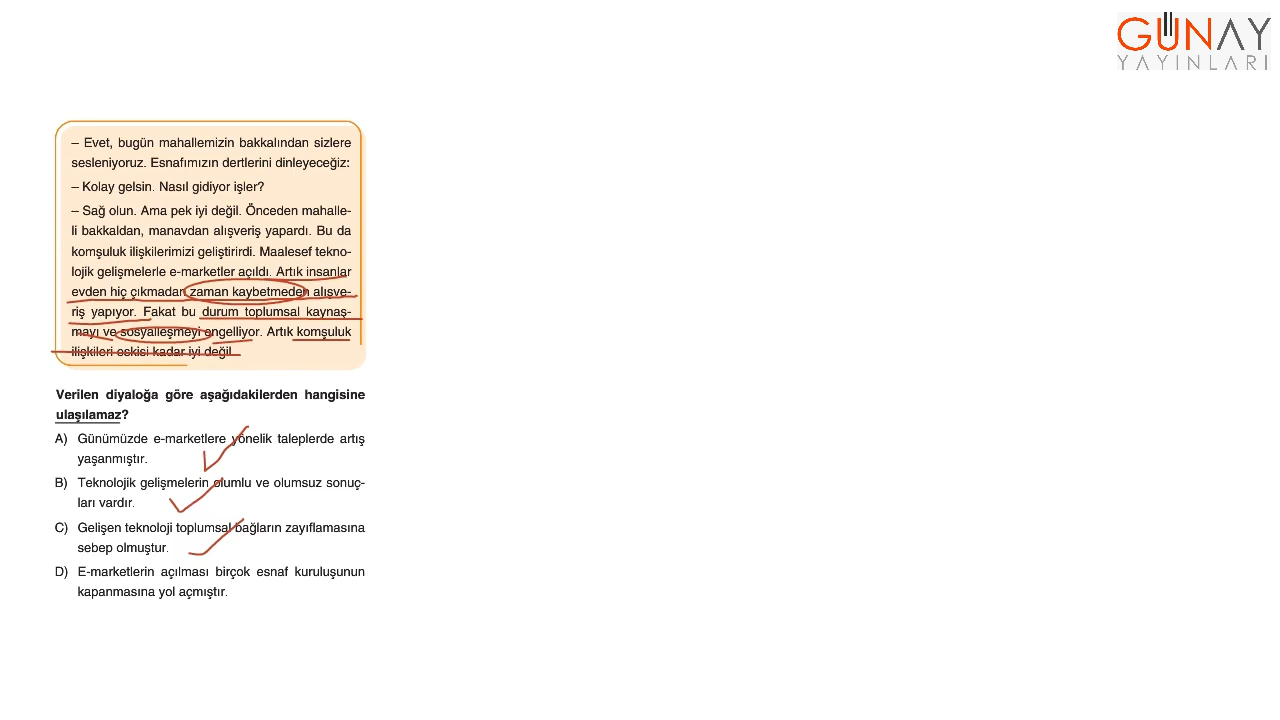 GÜNAY
YAYINLARI
– Evet, bugün mahallemizin bakkalından sizlere
sesleniyoruz. Esnafımızın dertlerini dinleyeceğiz:
– Kolay gelsin. Nasıl gidiyor işler?
– Sağ olun. Ama pek iyi değil. Önceden mahalle-
li bakkaldan, manavdan alışveriş yapardı. Bu da
komşuluk ilişkilerimizi geliştirirdi. Maalesef tekno-
lojik gelişmelerle e-marketler açıldı. Artık insanlar
evden hiç çıkmadan zaman kaybetmeden alışve-
riş yapıyor. Fakat bu durum toplumsal kaynaş-
mayı ve sosyalleşmeyi engelliyor. Artık komşuluk
ilişkileri eskisi kadar iyi değil.
Verilen diyaloğa göre aşağıdakilerden hangisine
ulaşılamaz?
A) Günümüzde e-marketlere yönelik taleplerde artış
yaşanmıştır.
B) Teknolojik gelişmelerin olumlu ve olumsuz sonuç-
ları vardır.
C) Gelişen teknoloji toplumsal bağların zayıflamasına
sebep olmuştur.
D) E-marketlerin açılması birçok esnaf kuruluşunun
kapanmasına yol açmıştır.